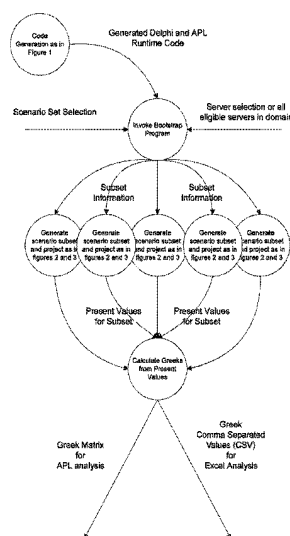 Code
Generation as in
Figure 1
Generated Delphi and APL
Runtime Code
Scenario Set Selection
Server selection or all
eligible servers in domain
Invoke Bootstrap
Program
Subset
Information
Subset
Information
Generate
scenario subset
and project as in
figures 2 and 3
Generate
scenario subset
and project as in
figures 2 and 3
Generate
scenario subset
and project as in
figures 2 and 3
Generate
scenario subset
and project as in
figures 2 and 3
Generate
scenario subset
and project as in
figures 2 and 3
Present Values
for Subset
Present Values
for Subset
Calculate Greeks
from Present
Values
Greek Matrix
for
APL analysis
Greek
Comma Separated
Values (CSV)
for
Excel Analysis